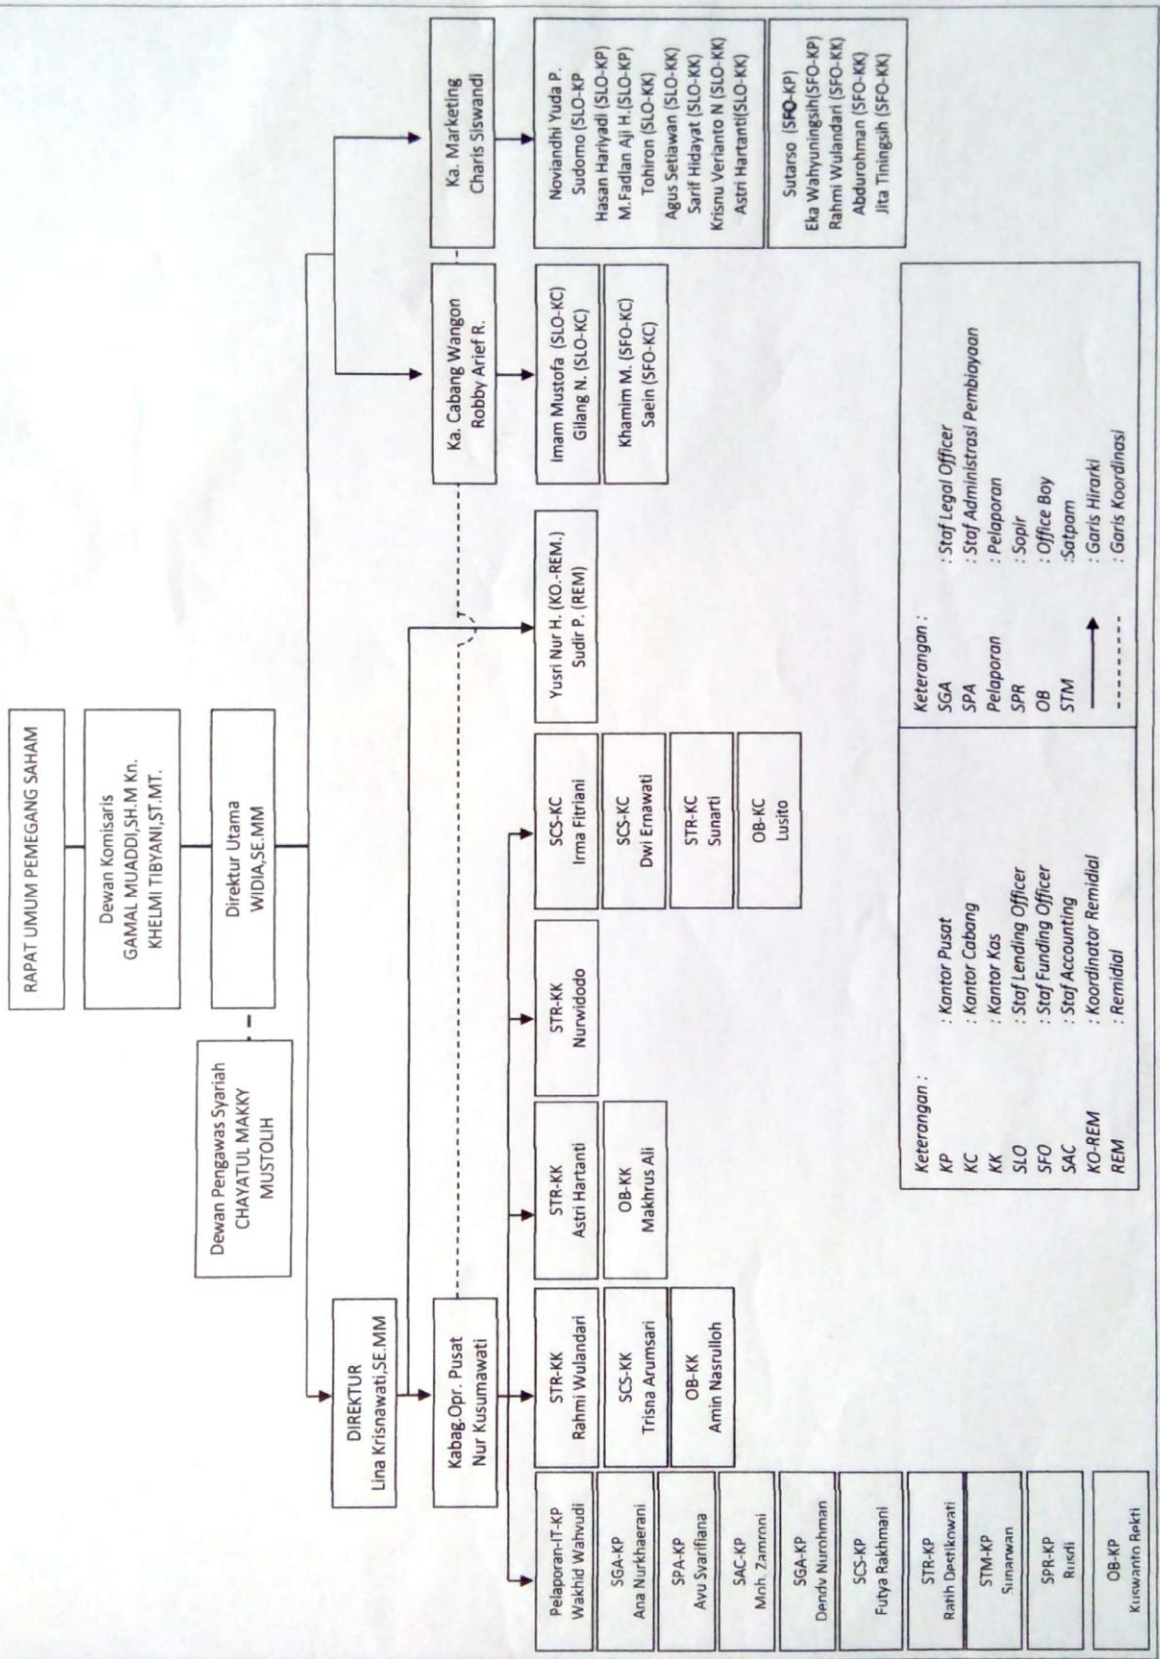 RAPAT UMUM PEMEGANG SAHAM
Dewan Komisaris
GAMAL MUADDI,SH.M Kn.
KHELMI TIBYANI,ST.MT.
Dewan Pengawas Syariah
CHAYATUL MAKKY
MUSTOLIH
Direktur Utama
WIDIA,SE.MM
DIREKTUR
Lina Krisnawati,SE.MM
Kabag.Opr. Pusat
Nur Kusumawati
Ka. Cabang Wangon
Robby Arief R.
Ka. Marketing
Charis Siswandi
Pelaporan-IT-KP
Wakhid Wahyudi
SGA-KP
Ana Nurkhaerani
SPA-KP
Ayu Syarifiana
SAC-KP
Moh. Zamroni
SGA-KP
Dendy Nurohman
SCS-KP
Futya Rakhmani
STR-KP
Ratih Destikowati
STM-KP
Sunarwan
SPR-KP
Rusdi
OB-KP
Kuswanto Bekti
STR-KK
Rahmi Wulandari
SCS-KK
Trisna Arumsari
OB-KK
Amin Nasrulloh
STR-KK
Astri Hartanti
OB-KK
Makhrus Ali
STR-KK
Nurwidodo
SCS-KC
Irma Fitriani
SCS-KC
Dwi Ernawati
STR-KC
Sunarti
OB-KC
Lusito
Yusri Nur H. (KO.-REM.)
Sudir P. (REM)
Imam Mustofa (SLO-KC)
Gilang N. (SLO-KC)
Khamim M. (SFO-KC)
Saein (SFO-KC)
Noviandhi Yuda P.
Sudomo (SLO-KP
Hasan Hariyadi (SLO-KP)
M.Fadlan Aji H.(SLO-KP)
Tohiron (SLO-KK)
Agus Setiawan (SLO-KK)
Sarif Hidayat (SLO-KK)
Krisnu Verianto N (SLO-KK)
Astri Hartanti(SLO-KK)
Sutarso (SFO-KP)
Eka Wahyuningsih(SFO-KP)
Rahmi Wulandari (SFO-KK)
Abdurohman (SFO-KK)
Jita Tiningsih (SFO-KK)
Keterangan :
KP : Kantor Pusat
KC : Kantor Cabang
KK : Kantor Kas
SLO : Staf Lending Officer
SFO : Staf Funding Officer
SAC : Staf Accounting
KO-REM : Koordinator Remidial
REM : Remidial
Keterangan :
SGA : Staf Legal Officer
SPA : Staf Administrasi Pembiayaan
Pelaporan : Pelaporan
SPR : Sopir
OB : Office Boy
STM :Satpam
: Garis Hirarki
: Garis Koordinasi